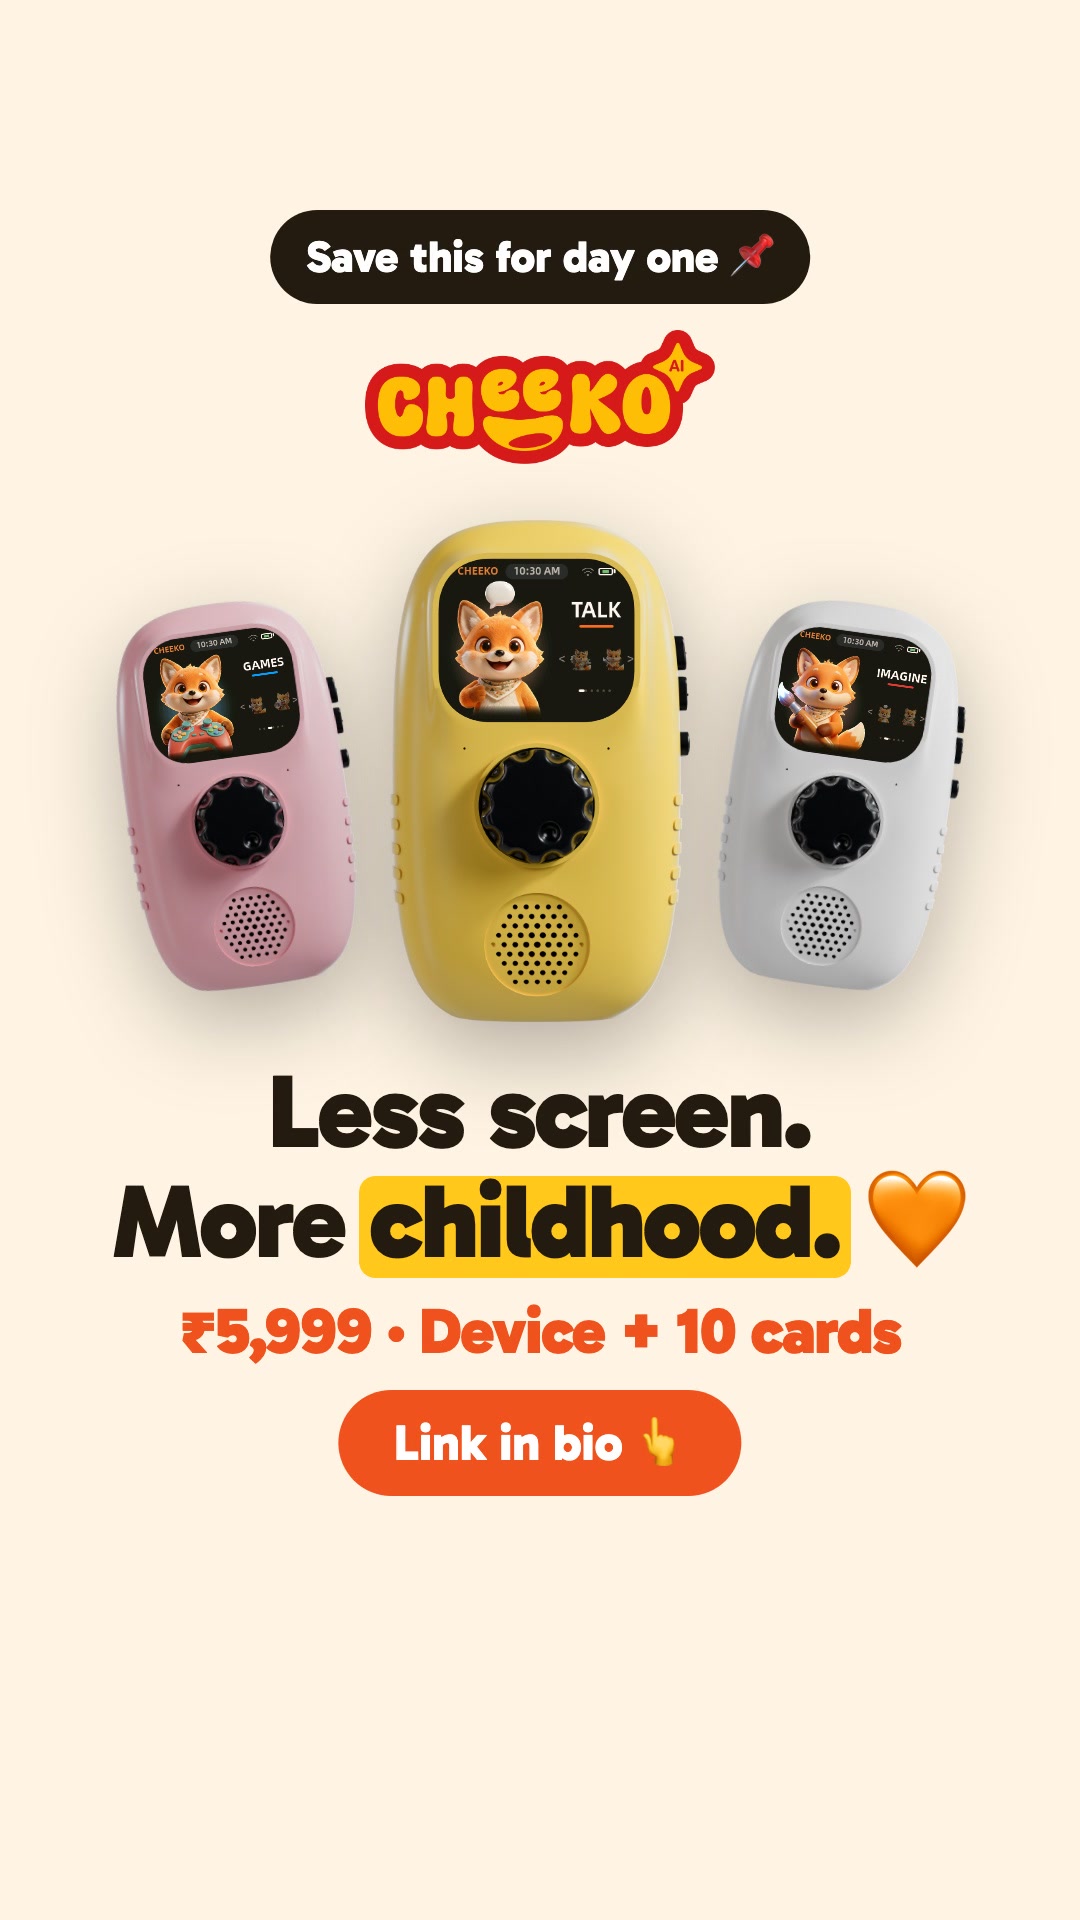 Save this for day one 📌
CHeeKO AI
CHEEKO 10:30 AM
TALK
CHEEKO 10:30 AM
GAMES
CHEEKO 10:30 AM
IMAGINE
Less screen.
More childhood. 🧡
₹5,999 • Device + 10 cards
Link in bio 👆